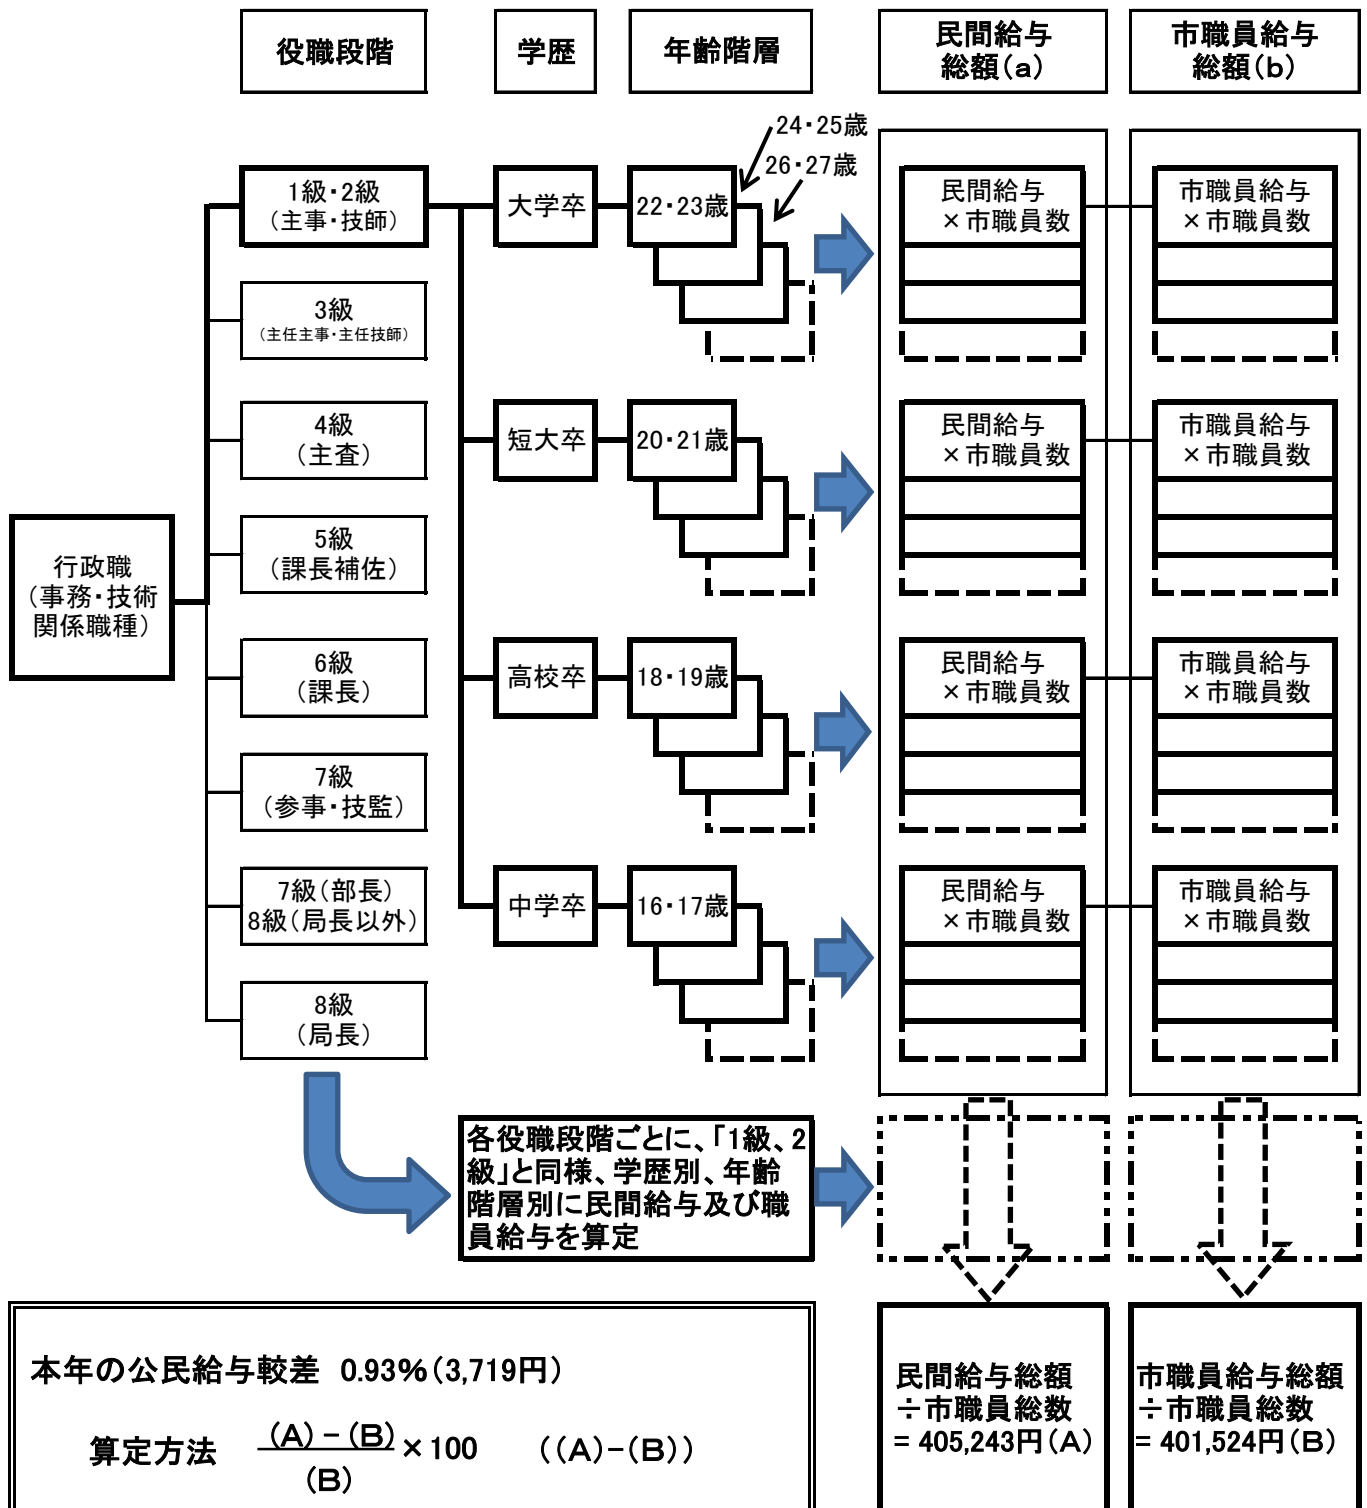 役職段階
学歴
年齢階層
民間給与
総額(a)
市職員給与
総額(b)
24・25歳
26・27歳
1級・2級
(主事・技師)
大学卒
22・23歳
民間給与
×市職員数
市職員給与
×市職員数
3級
(主任主事・主任技師)
4級
(主査)
短大卒
20・21歳
民間給与
×市職員数
市職員給与
×市職員数
5級
(課長補佐)
行政職
(事務・技術
関係職種)
6級
(課長)
高校卒
18・19歳
民間給与
×市職員数
市職員給与
×市職員数
7級
(参事・技監)
7級(部長)
8級(局長以外)
中学卒
16・17歳
民間給与
×市職員数
市職員給与
×市職員数
8級
(局長)
各役職段階ごとに、「1級、2
級」と同様、学歴別、年齢
階層別に民間給与及び職
員給与を算定
本年の公民給与較差 0.93%(3,719円)
算定方法 (A)-(B) ×100 ((A)-(B))
(B)
民間給与総額
÷市職員総数
= 405,243円(A)
市職員給与総額
÷市職員総数
= 401,524円(B)